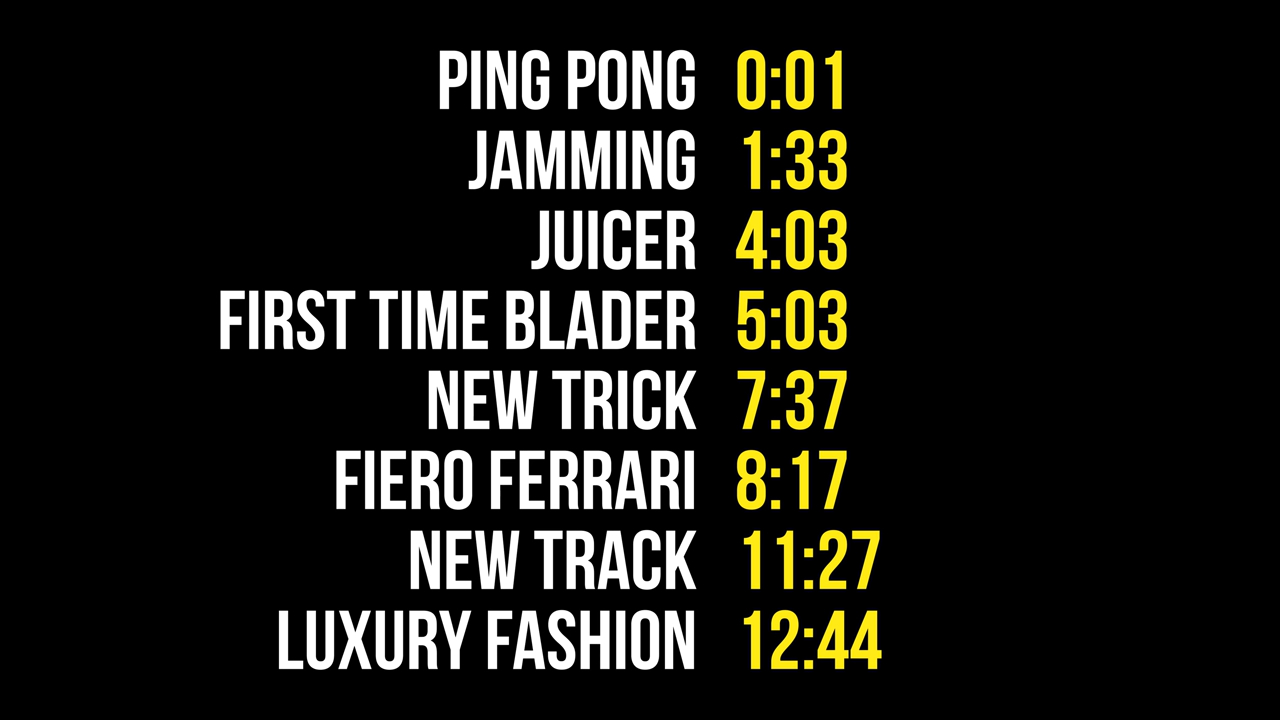 PING PONG 0:01
JAMMING 1:33
JUICER 4:03
FIRST TIME BLADER 5:03
NEW TRICK 7:37
FIERO FERRARI 8:17
NEW TRACK 11:27
LUXURY FASHION 12:44